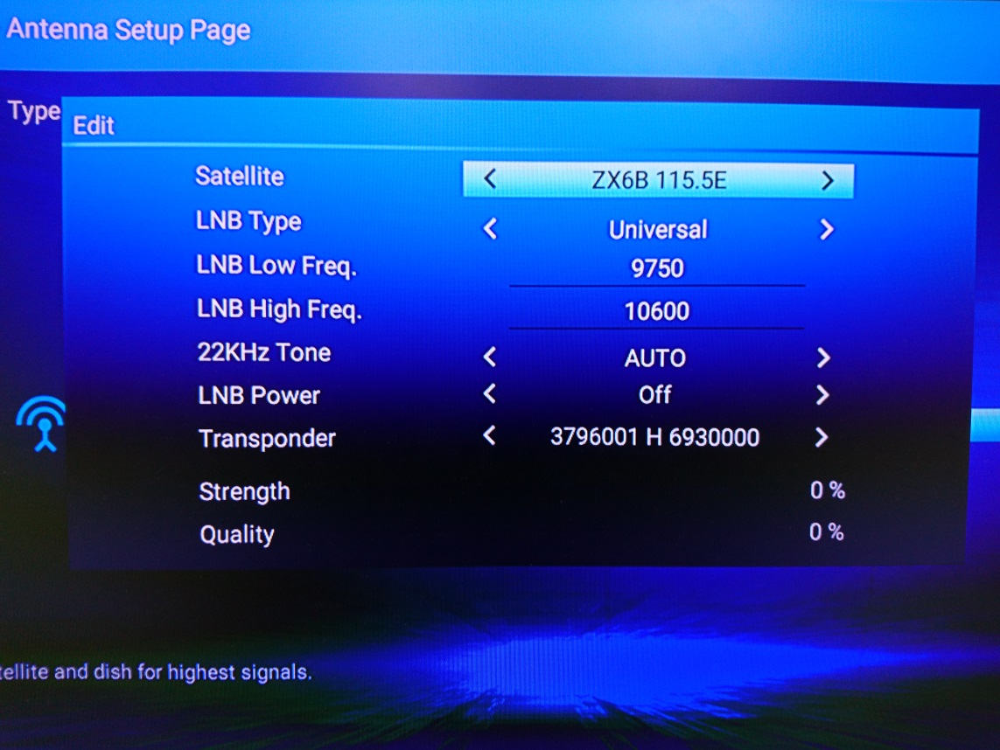 Antenna Setup Page
Type
Edit
Satellite < ZX6B 115.5E >
LNB Type < Universal >
LNB Low Freq. 9750
LNB High Freq. 10600
22KHz Tone < AUTO >
LNB Power < Off >
Transponder < 3796001 H 6930000 >
Strength 0 %
Quality 0 %
tellite and dish for highest signals.